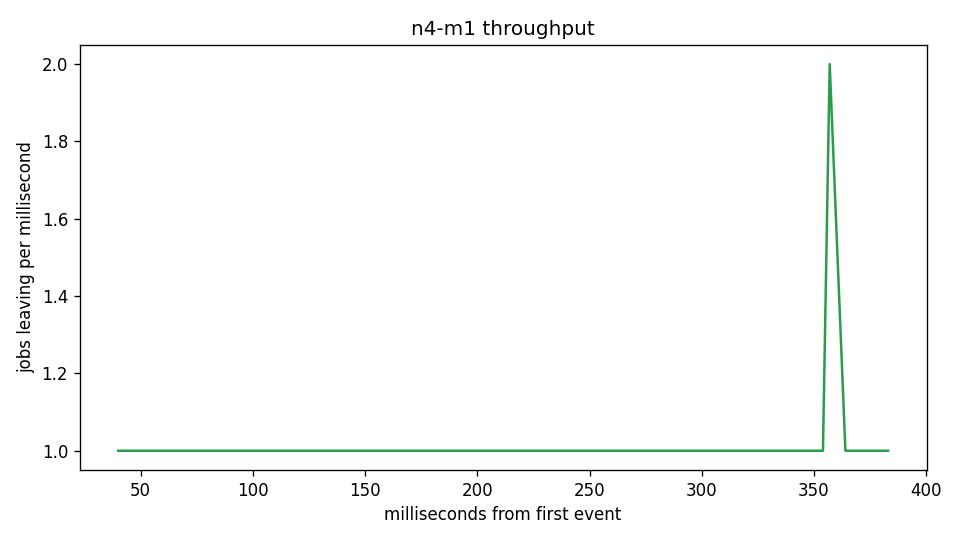 n4-m1 throughput
jobs leaving per millisecond
2.0
1.8
1.6
1.4
1.2
1.0
50 100 150 200 250 300 350 400
milliseconds from first event